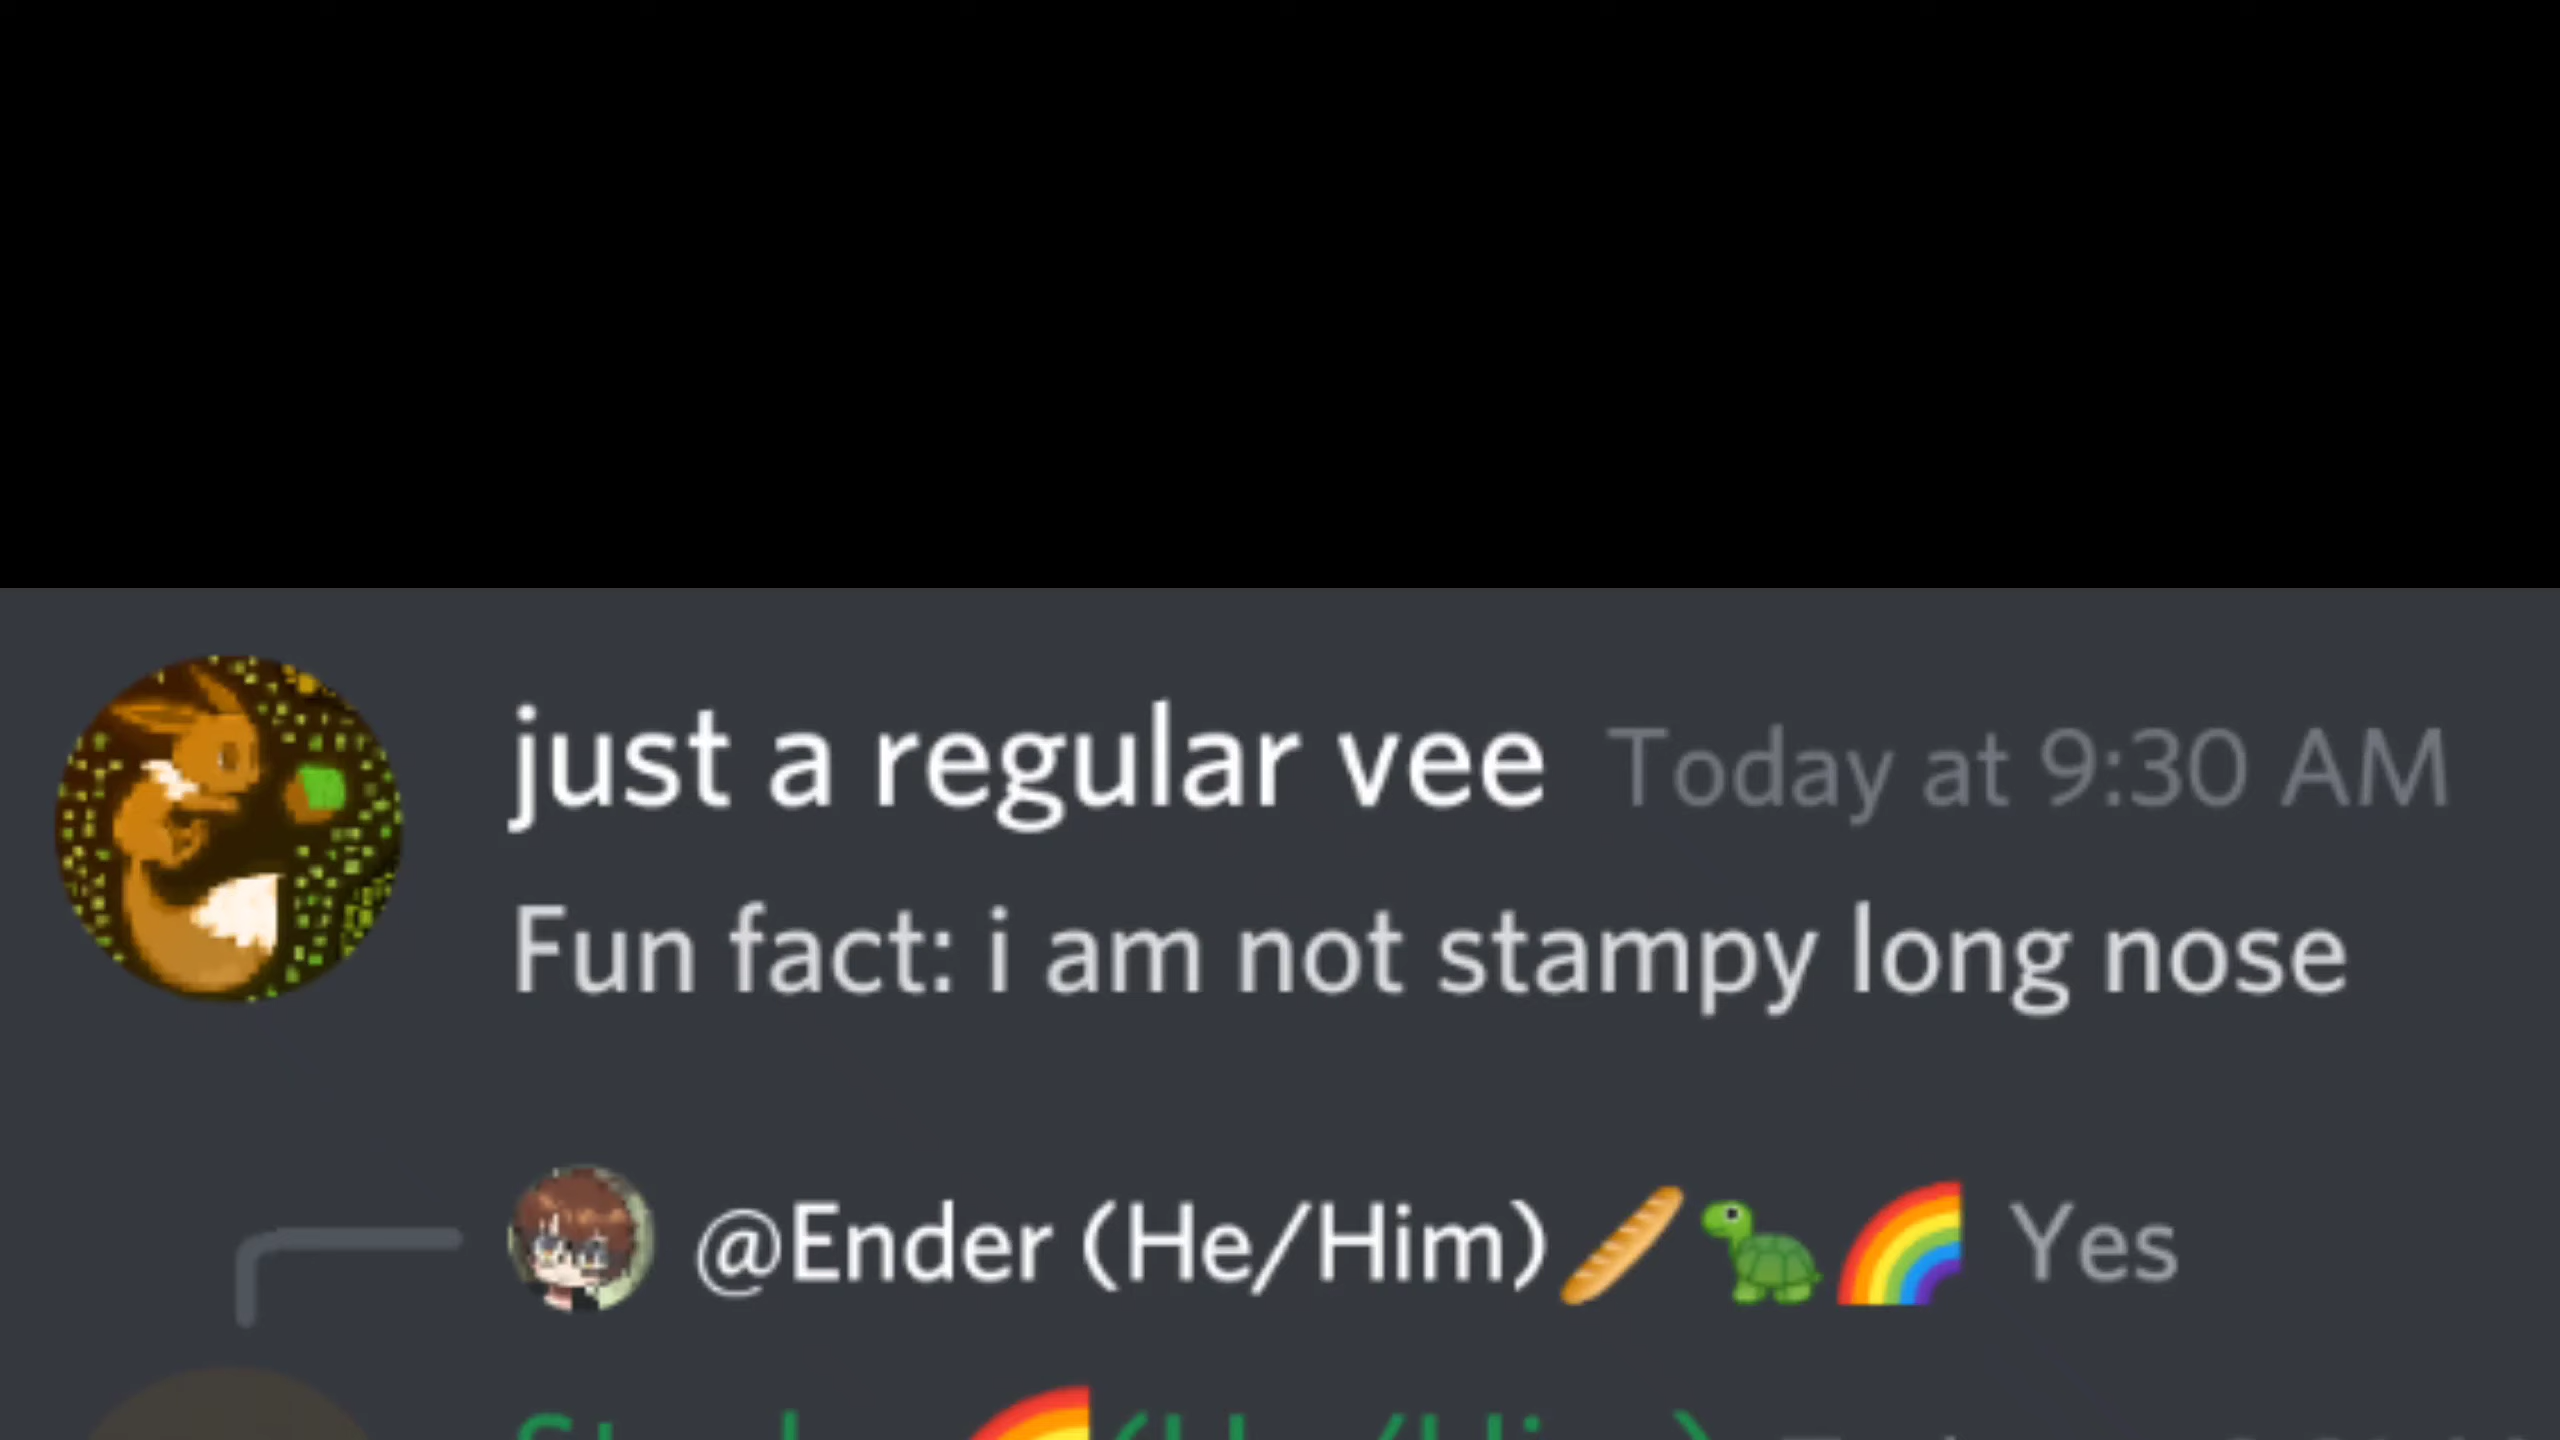 just a regular vee Today at 9:30 AM
Fun fact: i am not stampy long nose
@Ender (He/Him)🥖🐢🌈 Yes